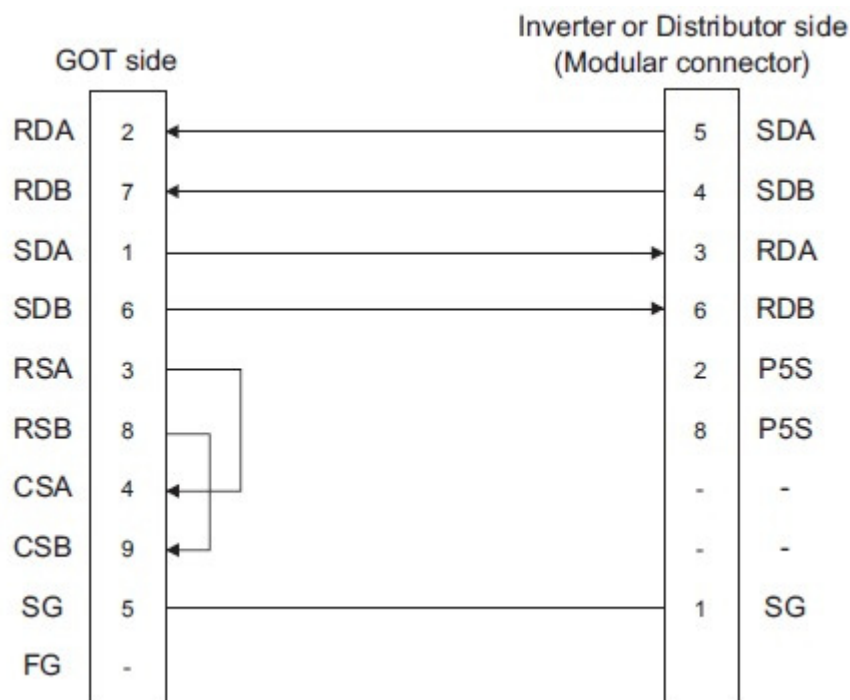 Inverter or Distributor side
(Modular connector)
GOT side
RDA 2 5 SDA
RDB 7 4 SDB
SDA 1 3 RDA
SDB 6 6 RDB
RSA 3 2 P5S
RSB 8 8 P5S
CSA 4 - -
CSB 9 - -
SG 5 1 SG
FG -